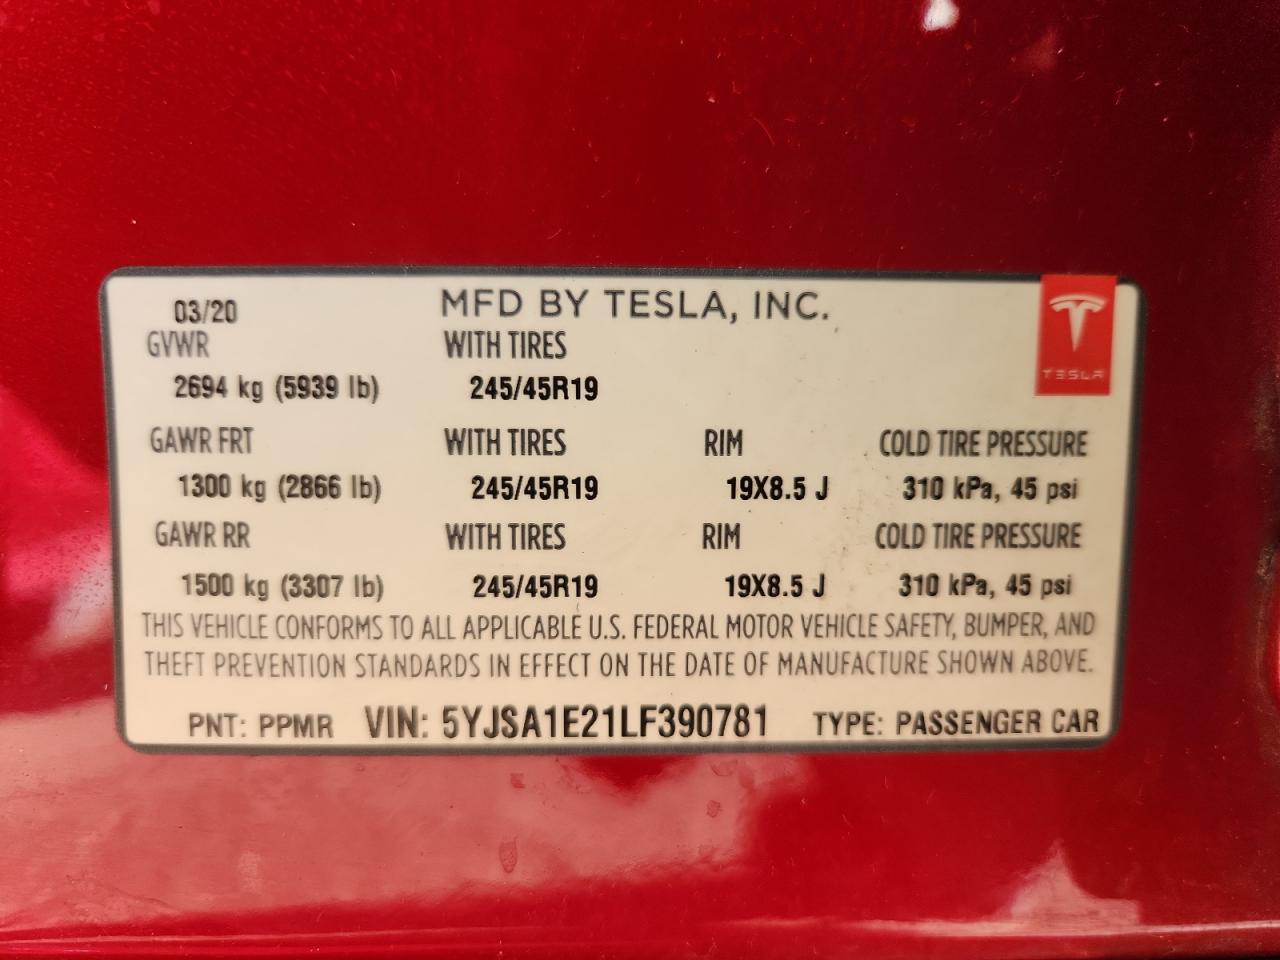 03/20 MFD BY TESLA, INC.
GVWR WITH TIRES
TESLA
2694 kg (5939 lb) 245/45R19
GAWR FRT WITH TIRES RIM COLD TIRE PRESSURE
1300 kg (2866 lb) 245/45R19 19X8.5 J 310 kPa, 45 psi
GAWR RR WITH TIRES RIM COLD TIRE PRESSURE
1500 kg (3307 lb) 245/45R19 19X8.5 J 310 kPa, 45 psi
THIS VEHICLE CONFORMS TO ALL APPLICABLE U.S. FEDERAL MOTOR VEHICLE SAFETY, BUMPER, AND
THEFT PREVENTION STANDARDS IN EFFECT ON THE DATE OF MANUFACTURE SHOWN ABOVE.
PNT: PPMR VIN: 5YJSA1E21LF390781 TYPE: PASSENGER CAR